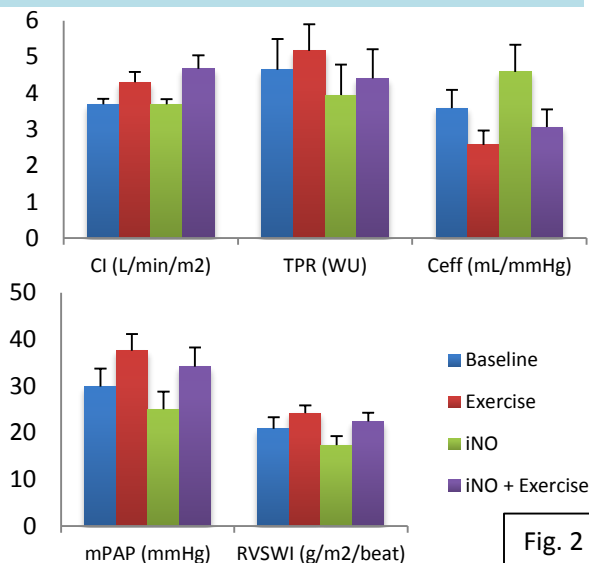 6
5
4
3
2
1
0
CI (L/min/m2) TPR (WU) Ceff (mL/mmHg)
50
40
30
20
10
0
mPAP (mmHg) RVSWI (g/m2/beat)
Baseline
Exercise
iNO
iNO + Exercise
Fig. 2